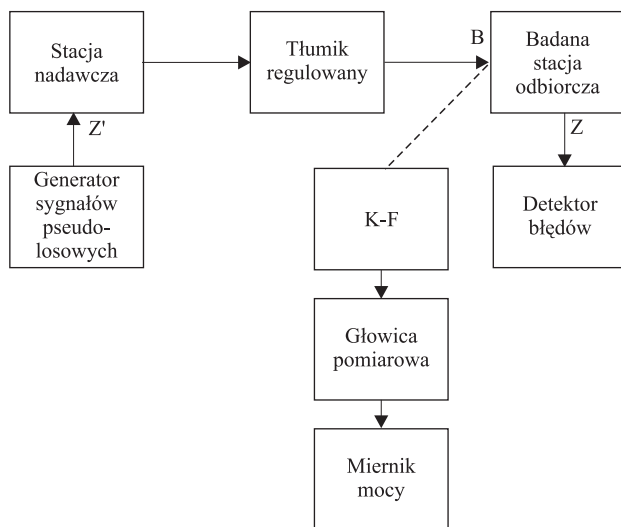 Stacja
nadawcza
Tłumik
regulowany
B
Badana
stacja
odbiorcza
Z'
Z
Generator
sygnałów
pseudo-
losowych
K-F
Detektor
błędów
Głowica
pomiarowa
Miernik
mocy